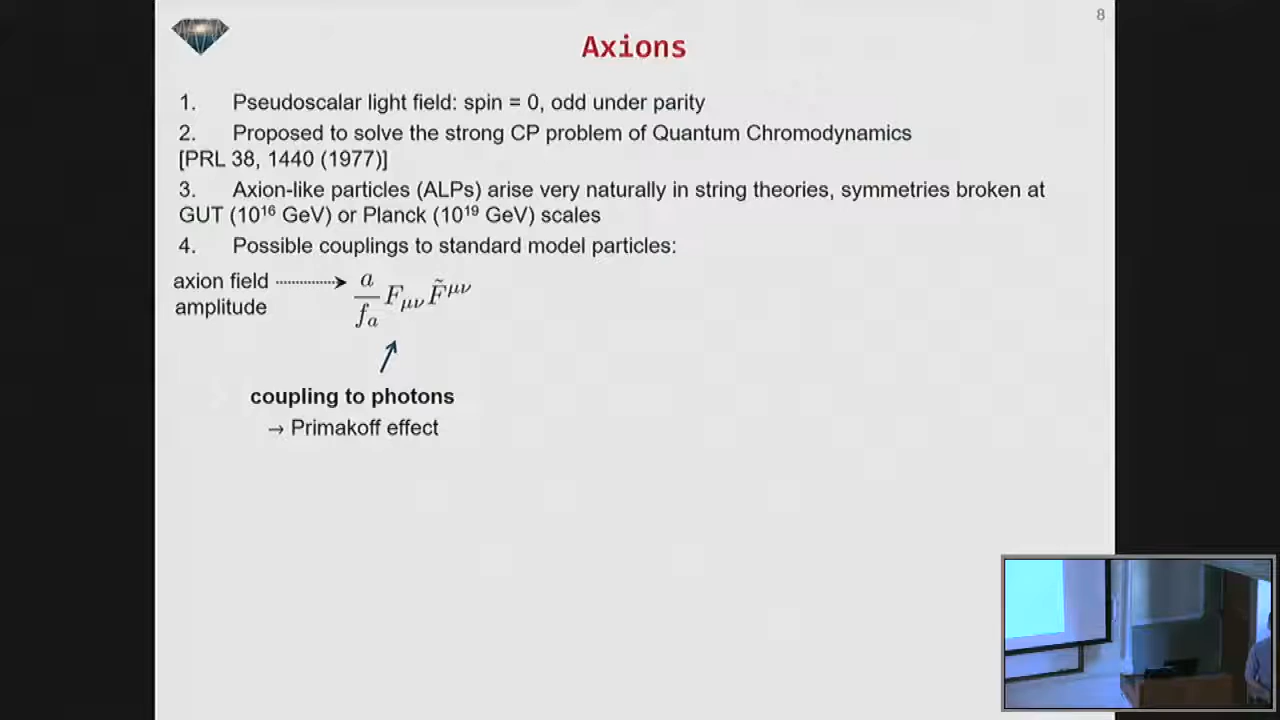 8
Axions
1. Pseudoscalar light field: spin = 0, odd under parity
2. Proposed to solve the strong CP problem of Quantum Chromodynamics
[PRL 38, 1440 (1977)]
3. Axion-like particles (ALPs) arise very naturally in string theories, symmetries broken at
GUT (10¹⁶ GeV) or Planck (10¹⁹ GeV) scales
4. Possible couplings to standard model particles:
axion field
amplitude
a/fₐ F_μν F̃^μν
coupling to photons
→ Primakoff effect